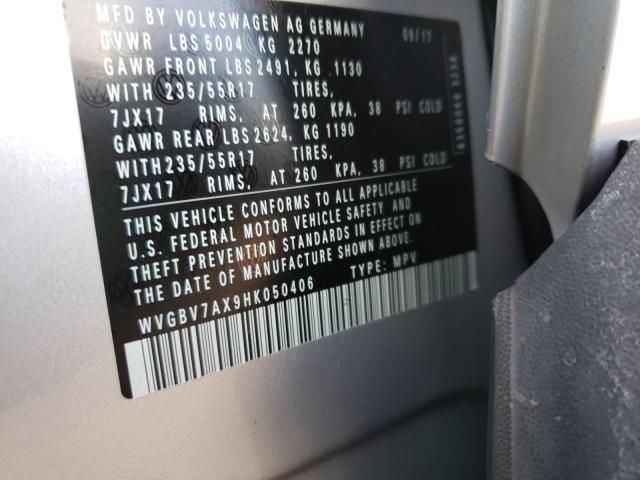 MFD BY VOLKSWAGEN AG GERMANY 09/17
GVWR LBS 5004 KG 2270
GAWR FRONT LBS 2491, KG 1130
WITH 235/55R17 TIRES,
7JX17 RIMS, AT 260 KPA, 38 PSI COLD
GAWR REAR LBS 2624, KG 1190
WITH235/55R17 TIRES,
7JX17 RIMS, AT 260 KPA, 38 PSI COLD
THIS VEHICLE CONFORMS TO ALL APPLICABLE
U.S. FEDERAL MOTOR VEHICLE SAFETY AND
THEFT PREVENTION STANDARDS IN EFFECT ON
THE DATE OF MANUFACTURE SHOWN ABOVE.
WVGBV7AX9HK050406 TYPE: MPV